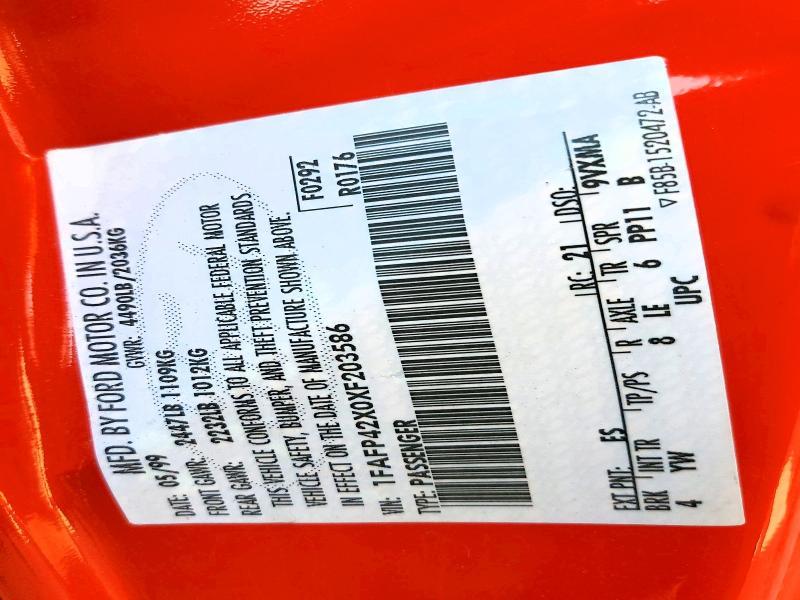 MFD. BY FORD MOTOR CO. IN U.S.A.
GVWR: 4490LB/2036KG
DATE: 05/99
FRONT GAWR: 2447LB 1109KG
REAR GAWR: 2232LB 1012KG
THIS VEHICLE CONFORMS TO ALL APPLICABLE FEDERAL MOTOR
VEHICLE SAFETY, BUMPER, AND THEFT PREVENTION STANDARDS
IN EFFECT ON THE DATE OF MANUFACTURE SHOWN ABOVE.
F0292
R0176
VIN: 1FAFP42X0XF203586
TYPE: PASSENGER
EXT PNT: ES RC: 21 DSO:
BRK INT TR TP/PS R AXLE TR SPR 9VXMA
4 YW 8 LE 6 PP11 B
UPC
▽ F85B-1520472-AB